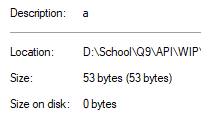 Description: a
Location: D:\School\Q9\API\WIP\
Size: 53 bytes (53 bytes)
Size on disk: 0 bytes